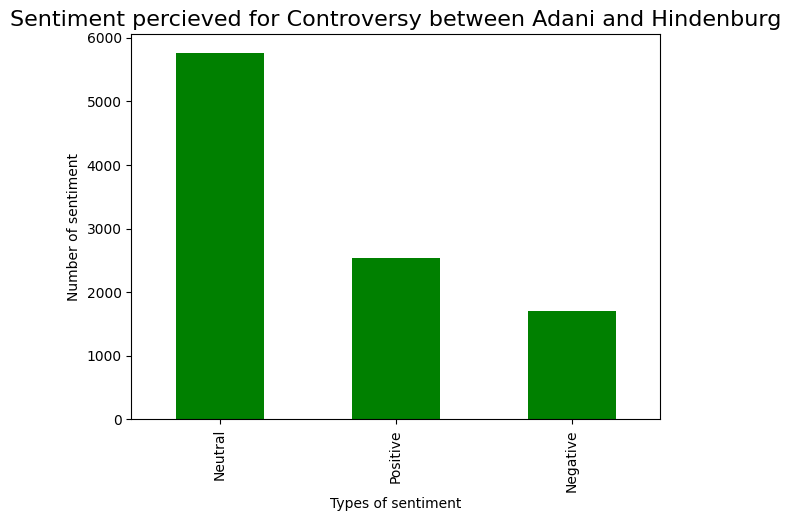 Sentiment percieved for Controversy between Adani and Hindenburg
6000
5000
4000
3000
2000
1000
0
Number of sentiment
Neutral
Positive
Negative
Types of sentiment